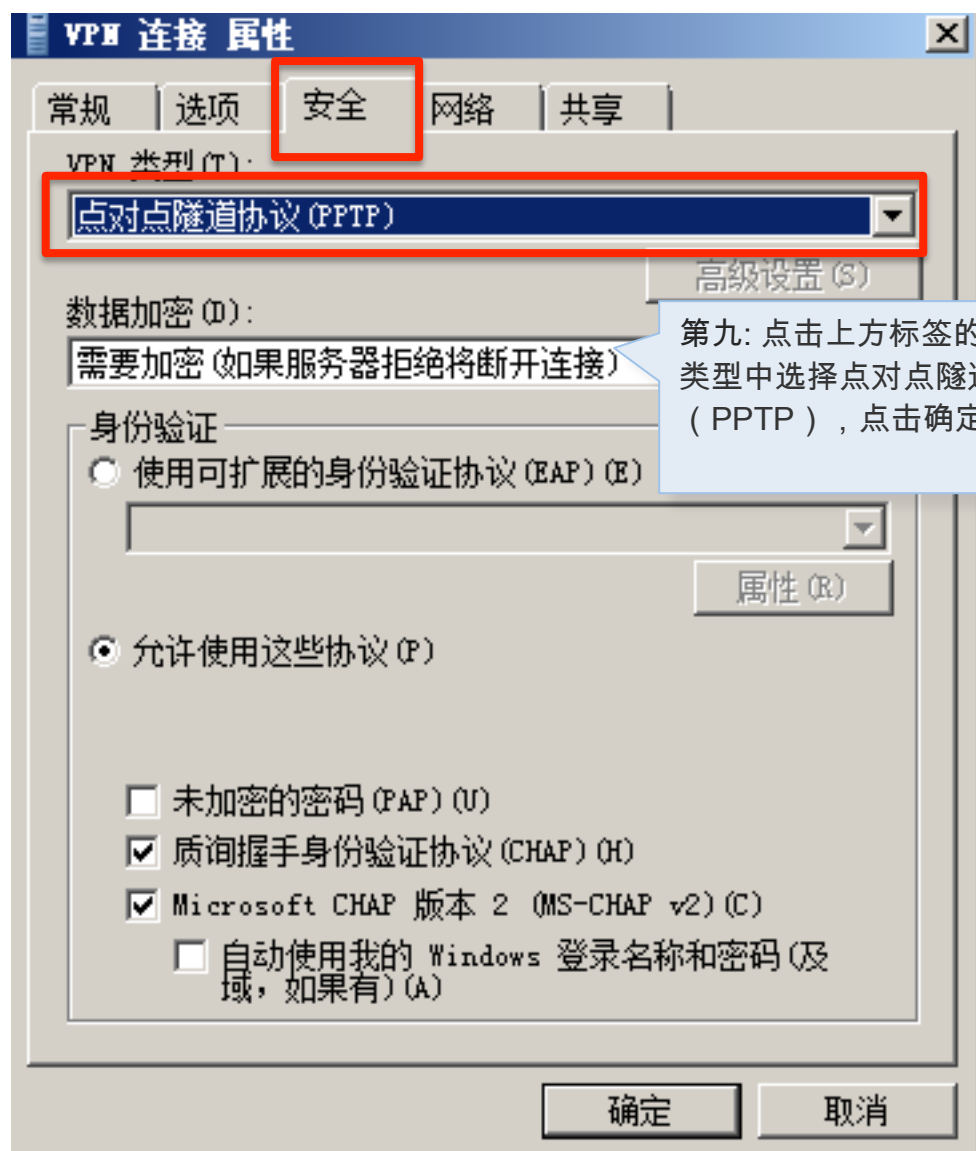 VPN 连接 属性
常规 选项 安全 网络 共享
VPN 类型(T):
点对点隧道协议(PPTP)
高级设置(S)
数据加密(D):
需要加密(如果服务器拒绝将断开连接)
第九: 点击上方标签的
类型中选择点对点隧
（PPTP）, 点击确定
身份验证
使用可扩展的身份验证协议(EAP)(E)
属性(R)
允许使用这些协议(P)
未加密的密码(PAP)(U)
质询握手身份验证协议(CHAP)(H)
Microsoft CHAP 版本 2 (MS-CHAP v2)(C)
自动使用我的 Windows 登录名称和密码(及
域，如果有)(A)
确定 取消